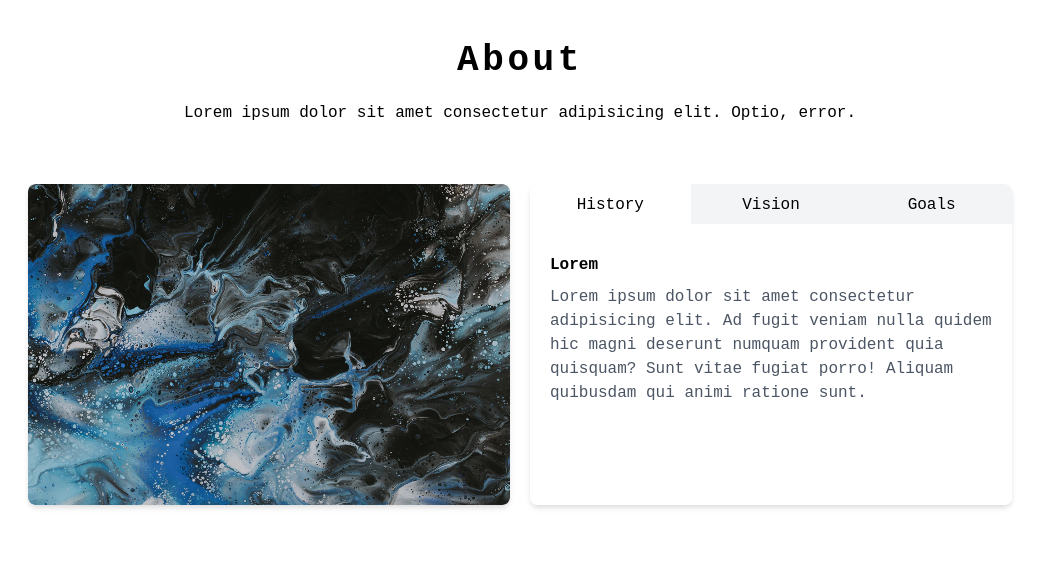 About
Lorem ipsum dolor sit amet consectetur adipisicing elit. Optio, error.
History
Vision
Goals
Lorem
Lorem ipsum dolor sit amet consectetur
adipisicing elit. Ad fugit veniam nulla quidem
hic magni deserunt numquam provident quia
quisquam? Sunt vitae fugiat porro! Aliquam
quibusdam qui animi ratione sunt.